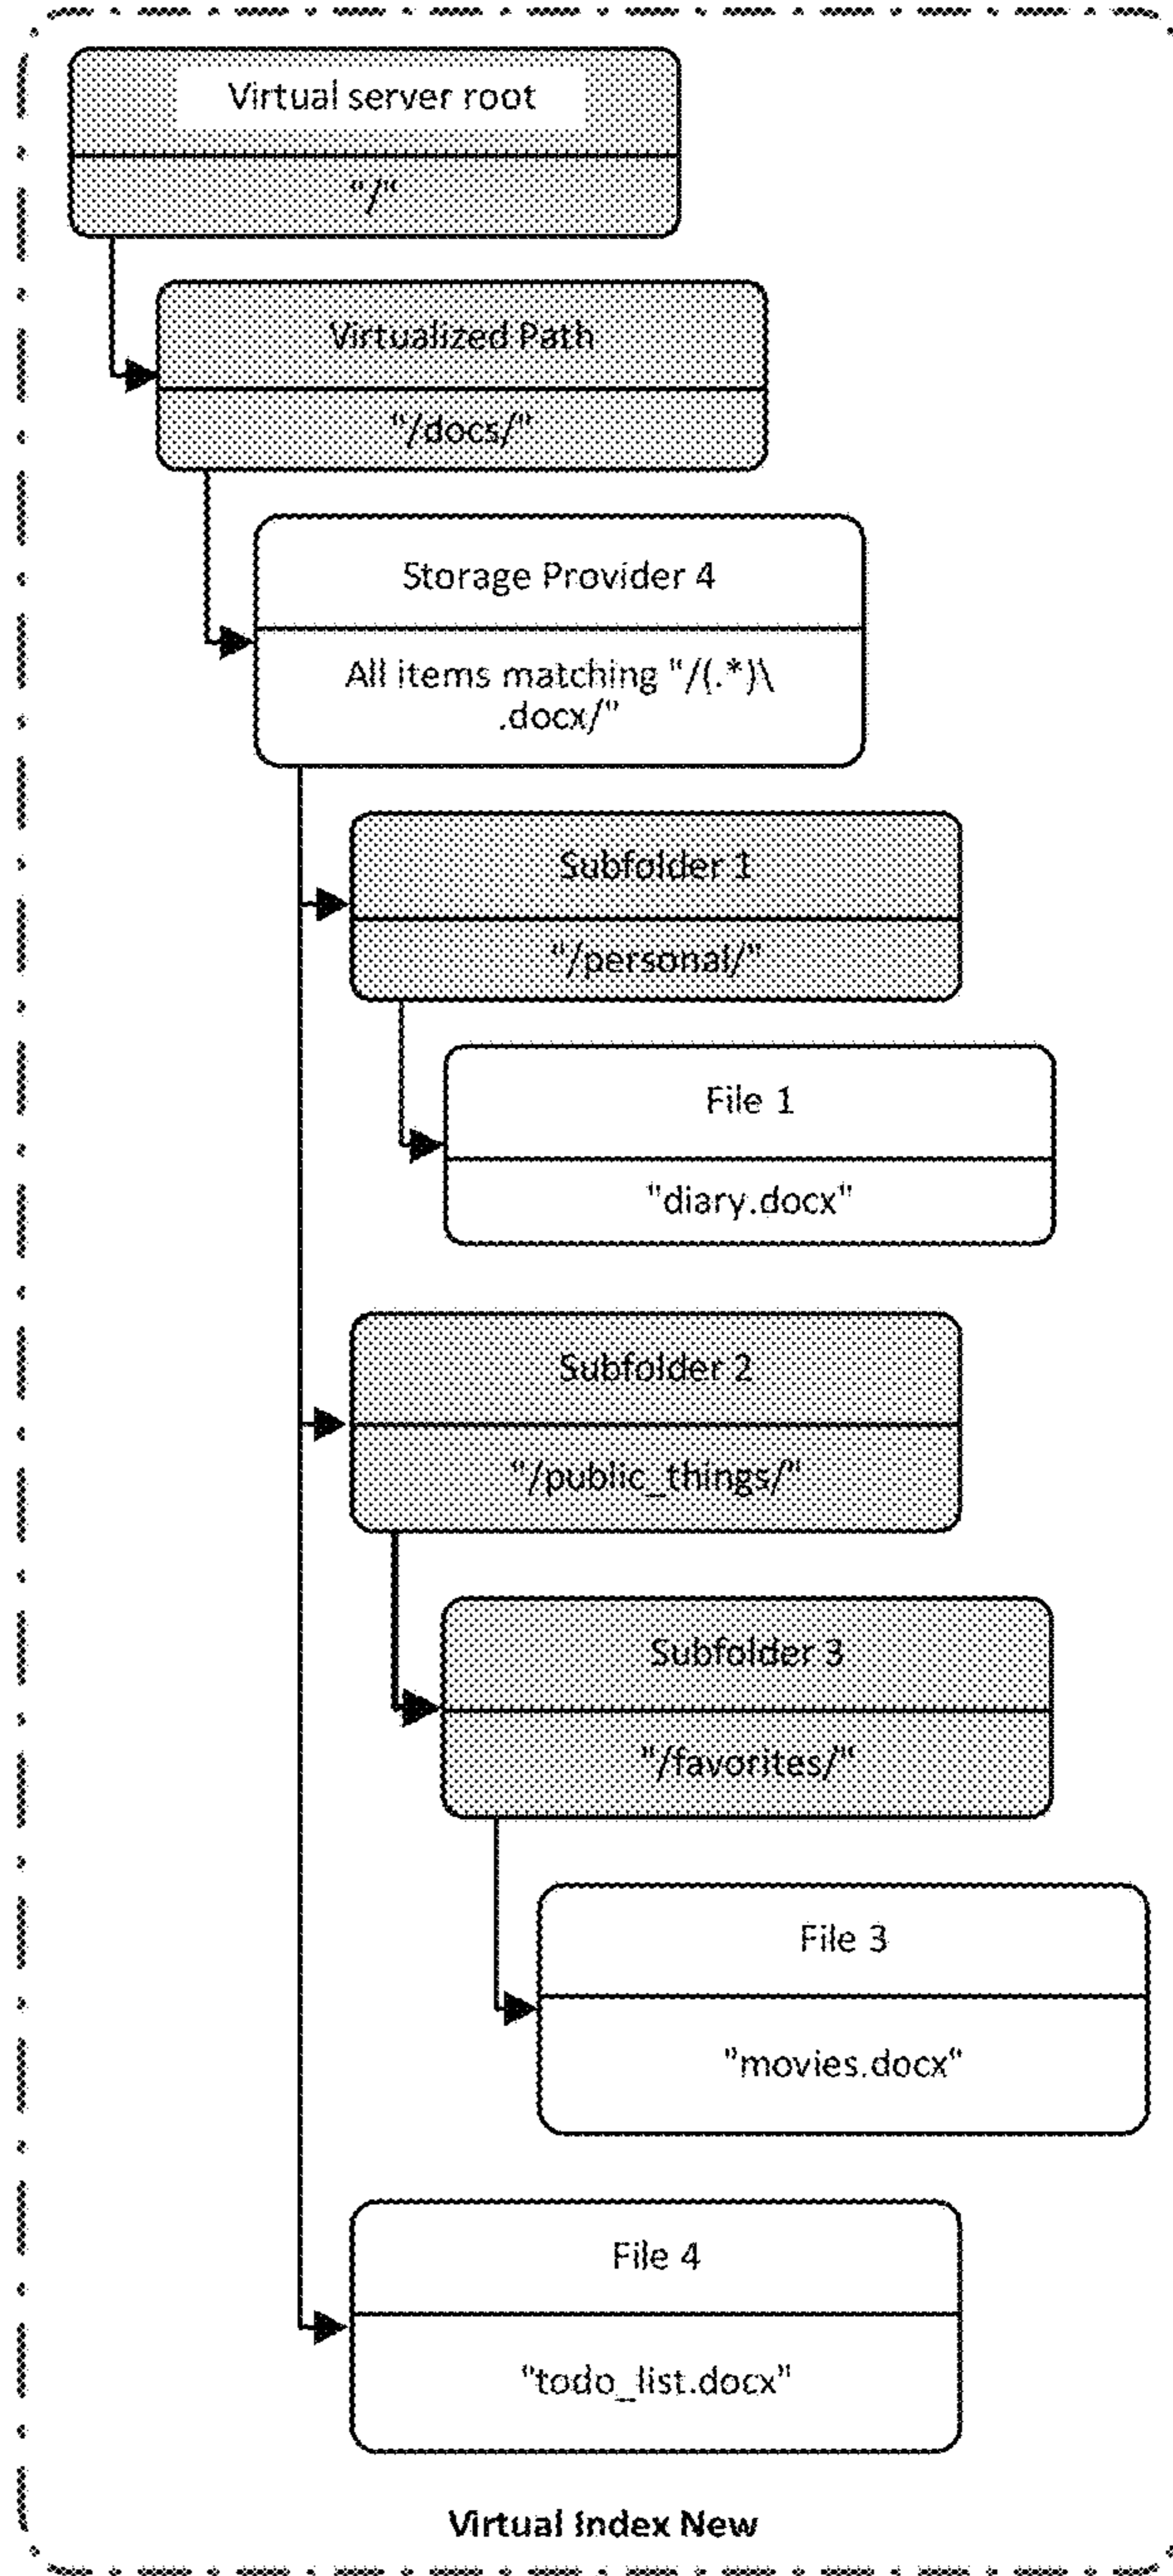 Virtual server root
"/"
Virtualized Path
"/docs/"
Storage Provider 4
All items matching "/(.*)\
.docx/"
Subfolder 1
"/personal/"
File 1
"diary.docx"
Subfolder 2
"/public_things/"
Subfolder 3
"/favorites/"
File 3
"movies.docx"
File 4
"todo_list.docx"
Virtual Index New